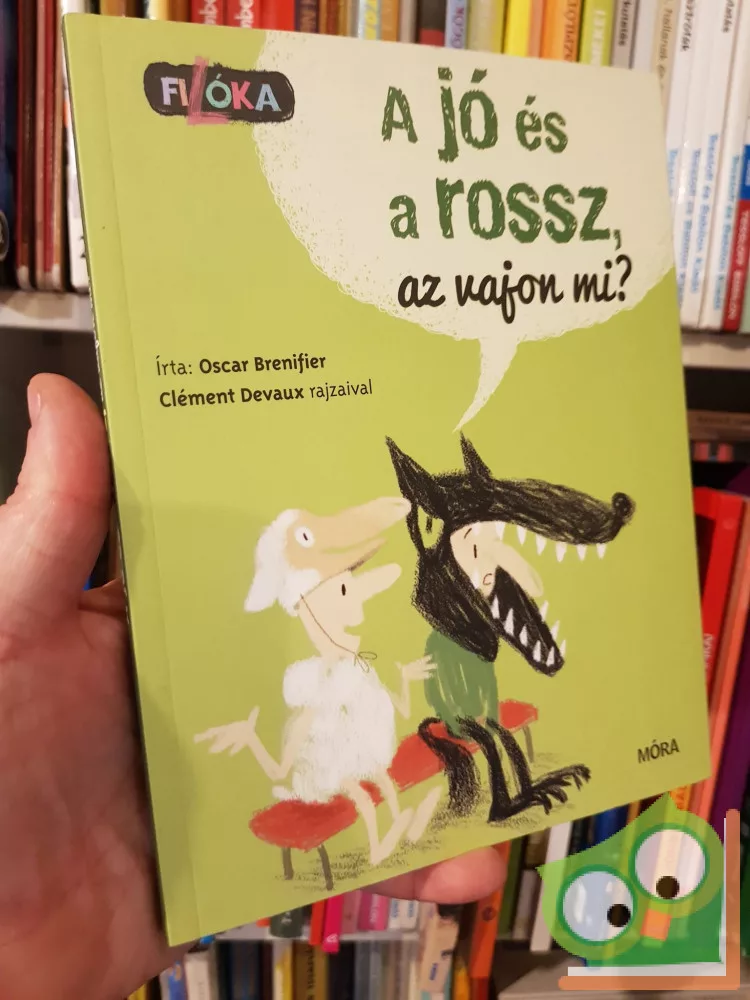 FILÓKA
A jó és
a rossz,
az vajon mi?
Írta: Oscar Brenifier
Clément Devaux rajzaival
MÓRA